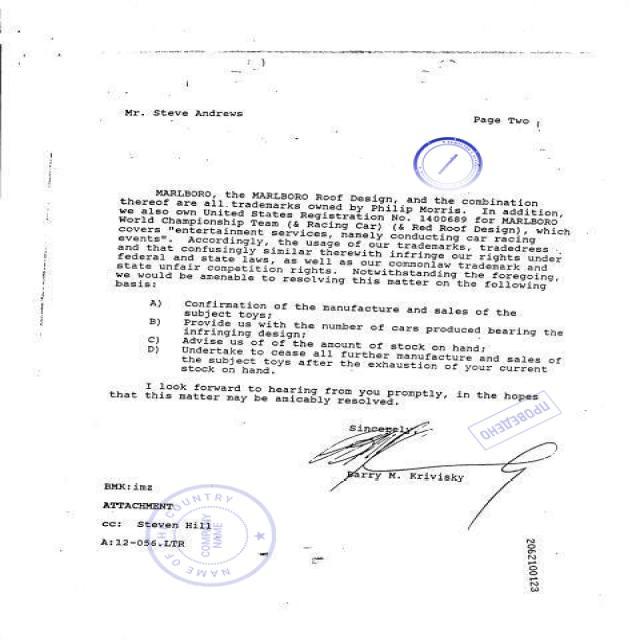 Mr. Steve Andrews
Page Two
MARLBORO, the MARLBORO Roof Design, and the combination
thereof are all trademarks owned by Philip Morris. In addition,
we also own United States Registration No. 1400689 for MARLBORO
World Championship Team (& Racing Car) (& Red Roof Design), which
covers "entertainment services, namely conducting car racing
events". Accordingly, the usage of our trademarks, tradedress
and that confusingly similar therewith infringe our rights under
federal and state laws, as well as our commonlaw trademark and
state unfair competition rights. Notwithstanding the foregoing,
we would be amenable to resolving this matter on the following
basis:
A) Confirmation of the manufacture and sales of the
subject toys;
B) Provide us with the number of cars produced bearing the
infringing design;
C) Advise us of of the amount of stock on hand;
D) Undertake to cease all further manufacture and sales of
the subject toys after the exhaustion of your current
stock on hand.
I look forward to hearing from you promptly, in the hopes
that this matter may be amicably resolved.
ПРОВЕДЕНО
Sincerely,
Barry M. Krivisky
BMK:imz
ATTACHMENT
cc: Steven Hill
A:12-056.LTR
NAME OF THE COUNTRY
COMPANY
NAME
2062100123